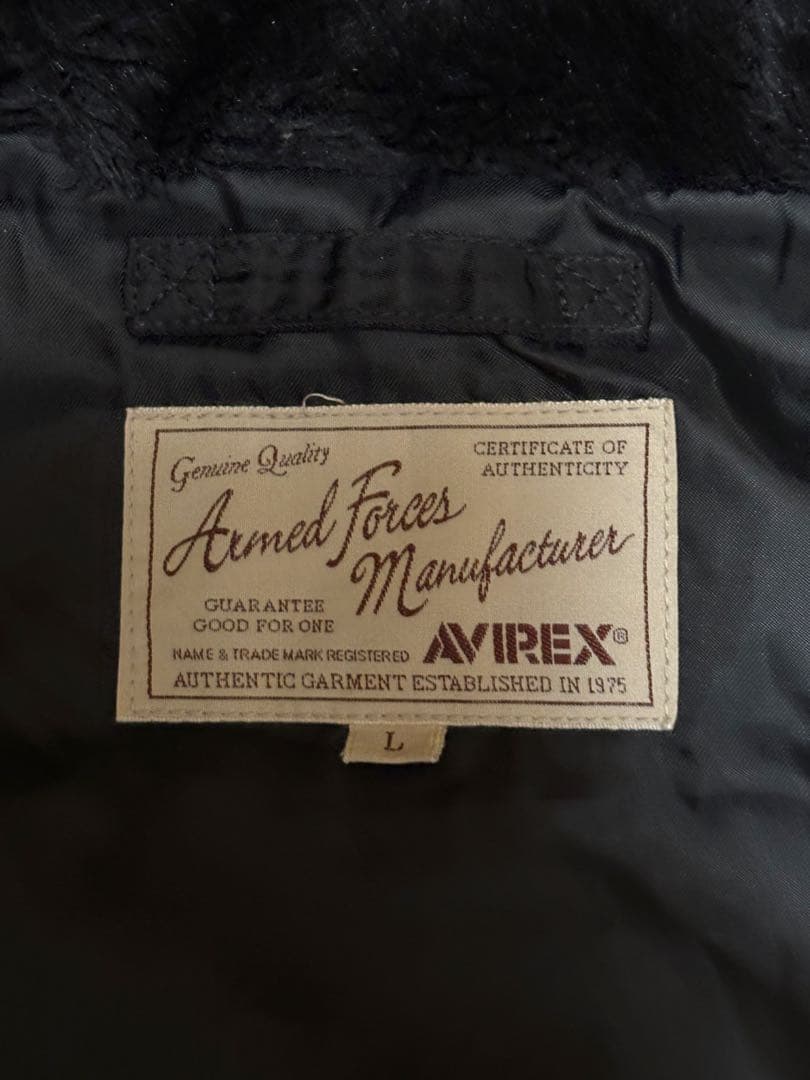 Genuine Quality
CERTIFICATE OF
AUTHENTICITY
Armed Forces
Manufacturer
GUARANTEE
GOOD FOR ONE
NAME & TRADE MARK REGISTERED
AVIREX®
AUTHENTIC GARMENT ESTABLISHED IN 1975
L